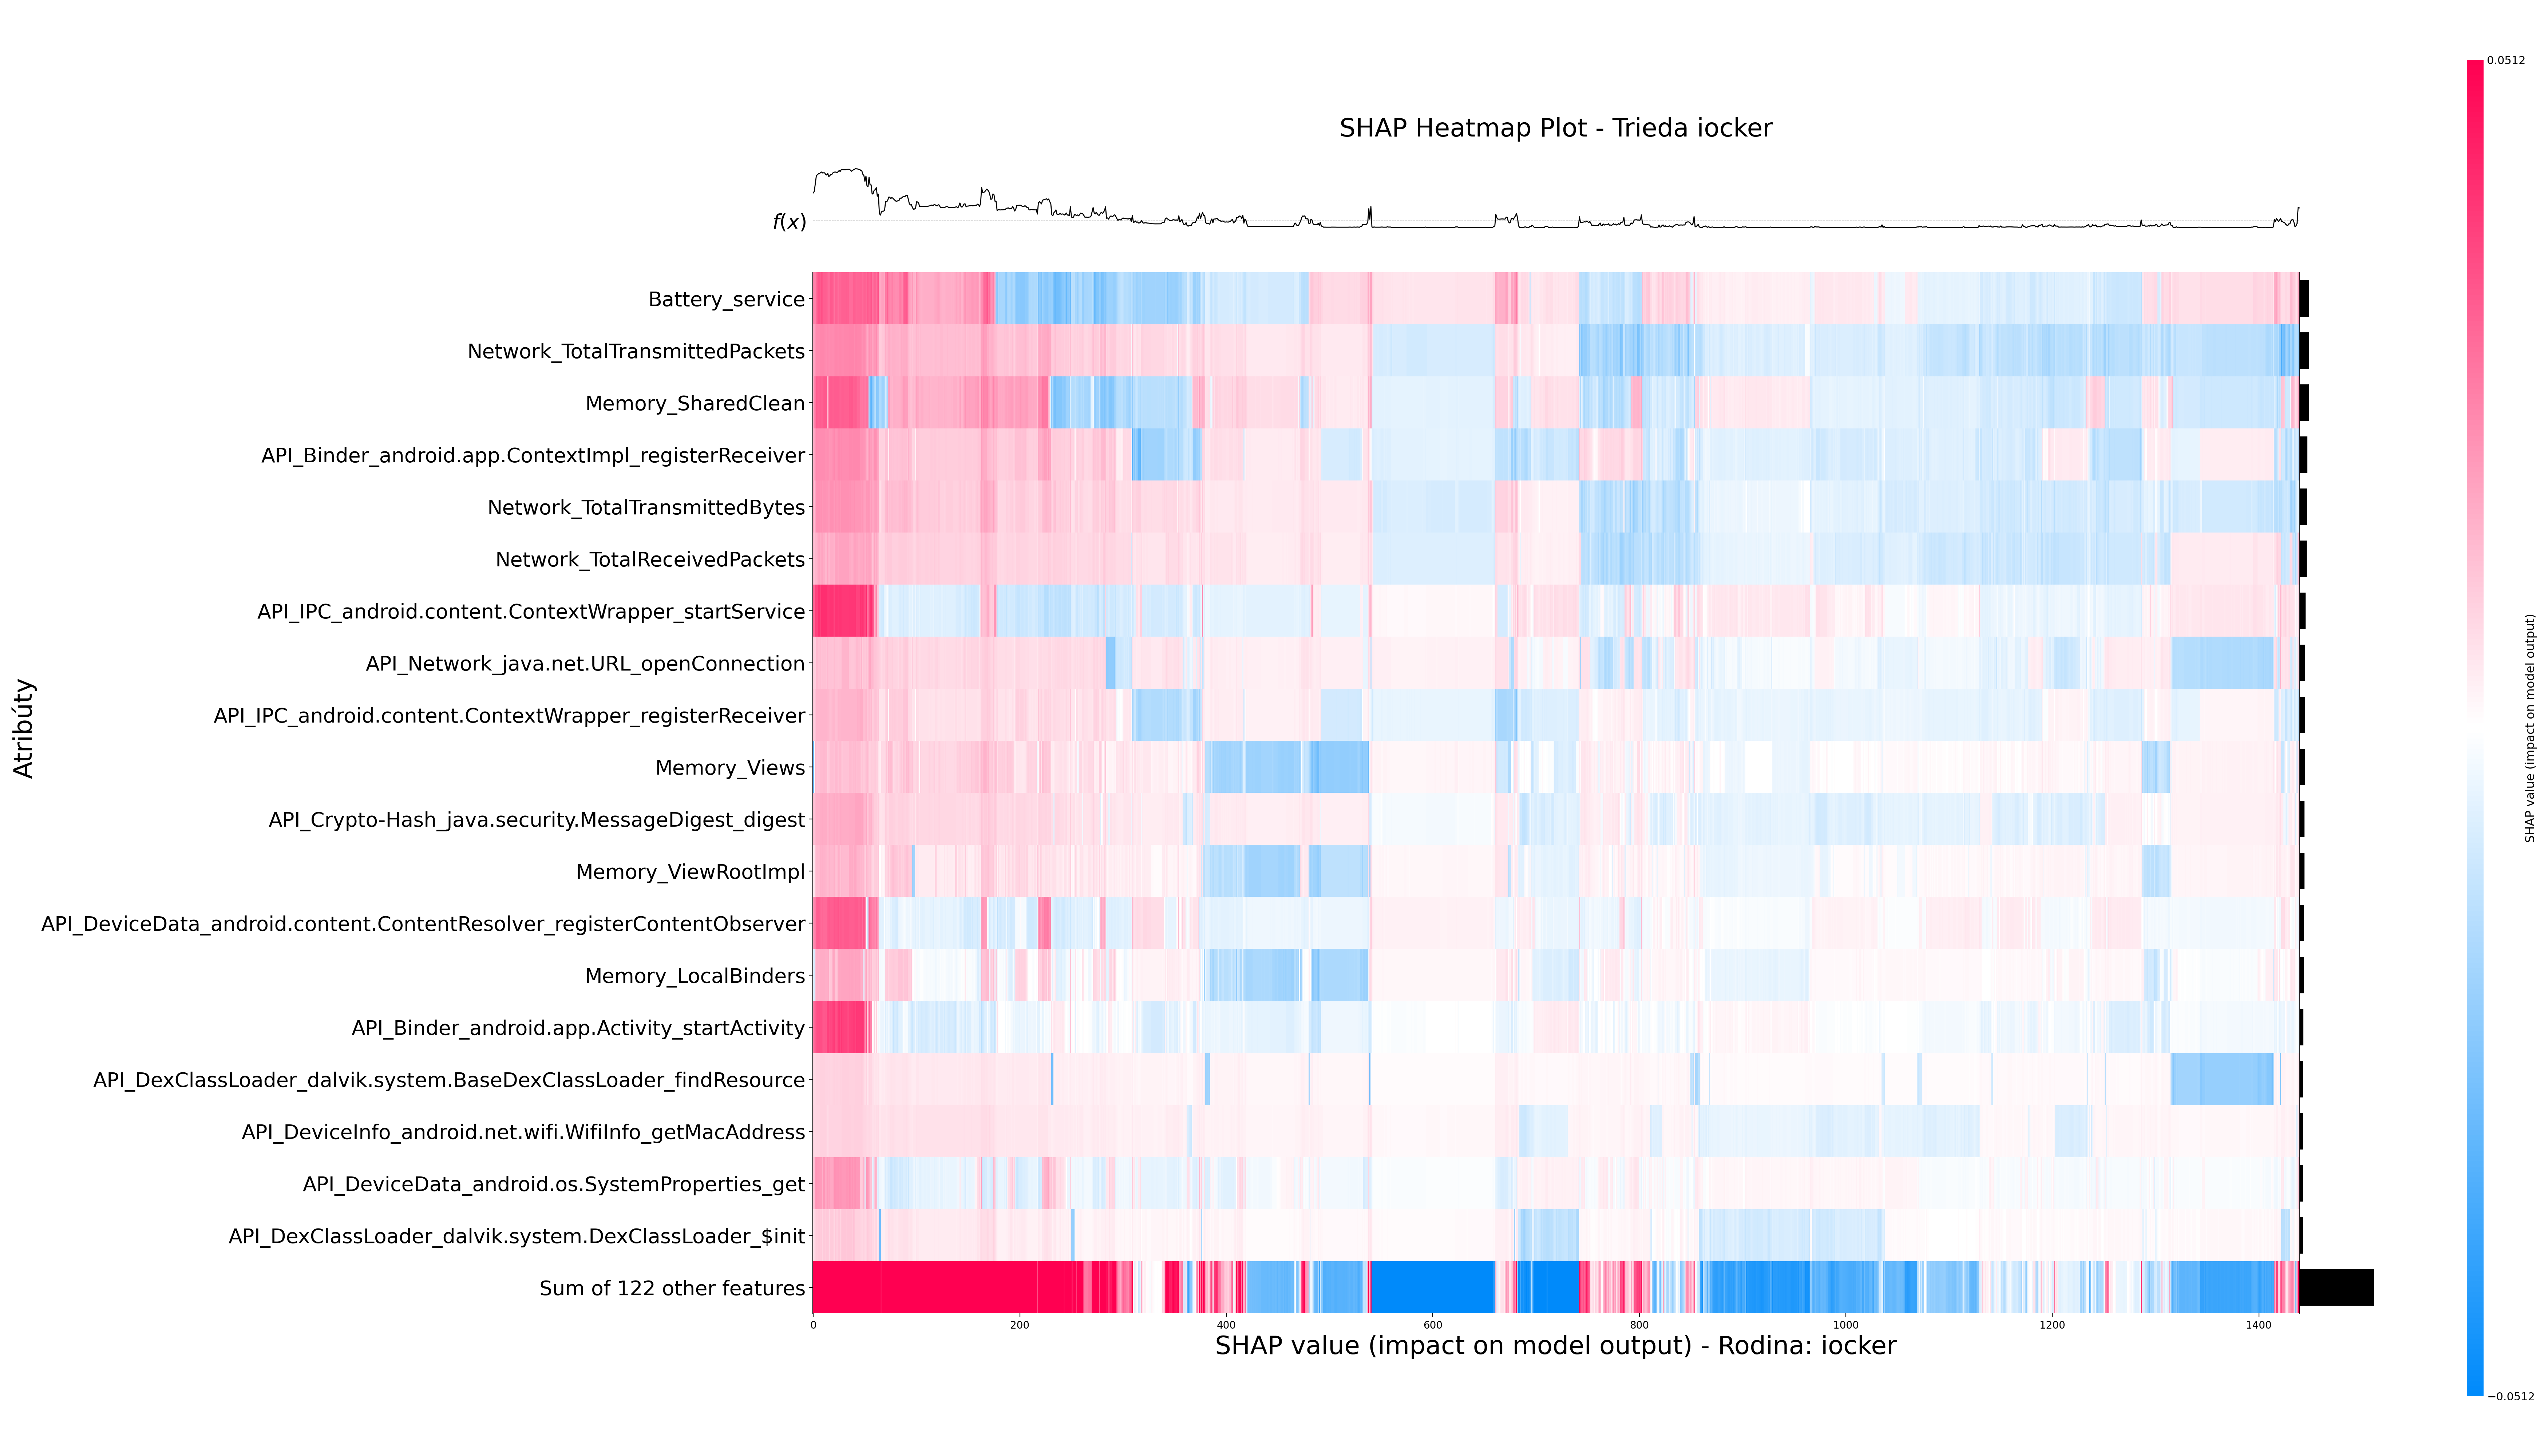 SHAP Heatmap Plot - Trieda iocker
f(x)
Battery_service
Network_TotalTransmittedPackets
Memory_SharedClean
API_Binder_android.app.ContextImpl_registerReceiver
Network_TotalTransmittedBytes
Network_TotalReceivedPackets
API_IPC_android.content.ContextWrapper_startService
API_Network_java.net.URL_openConnection
API_IPC_android.content.ContextWrapper_registerReceiver
Memory_Views
API_Crypto-Hash_java.security.MessageDigest_digest
Memory_ViewRootImpl
API_DeviceData_android.content.ContentResolver_registerContentObserver
Memory_LocalBinders
API_Binder_android.app.Activity_startActivity
API_DexClassLoader_dalvik.system.BaseDexClassLoader_findResource
API_DeviceInfo_android.net.wifi.WifiInfo_getMacAddress
API_DeviceData_android.os.SystemProperties_get
API_DexClassLoader_dalvik.system.DexClassLoader_$init
Sum of 122 other features
Atribúty
0 200 400 600 800 1000 1200 1400
SHAP value (impact on model output) - Rodina: iocker
0.0512
SHAP value (impact on model output)
−0.0512